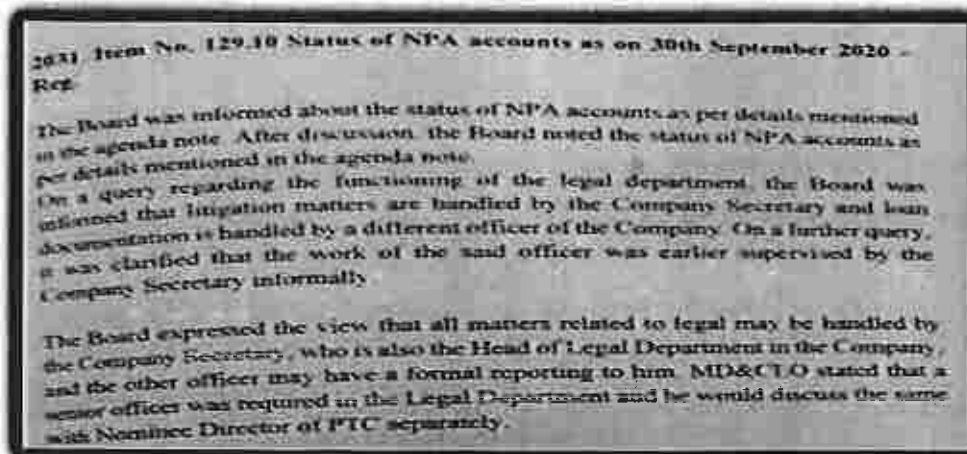 2031 Item No. 129.10 Status of NPA accounts as on 30th September 2020 –
Reg.
The Board was informed about the status of NPA accounts as per details mentioned
in the agenda note. After discussion, the Board noted the status of NPA accounts as
per details mentioned in the agenda note.
On a query regarding the functioning of the legal department, the Board was
informed that litigation matters are handled by the Company Secretary and loan
documentation is handled by a different officer of the Company. On a further query,
it was clarified that the work of the said officer was earlier supervised by the
Company Secretary informally
The Board expressed the view that all matters related to legal may be handled by
the Company Secretary, who is also the Head of Legal Department in the Company,
and the other officer may have a formal reporting to him. MD&CEO stated that a
senior officer was required in the Legal Department and he would discuss the same
with Nominee Director of PTC separately.